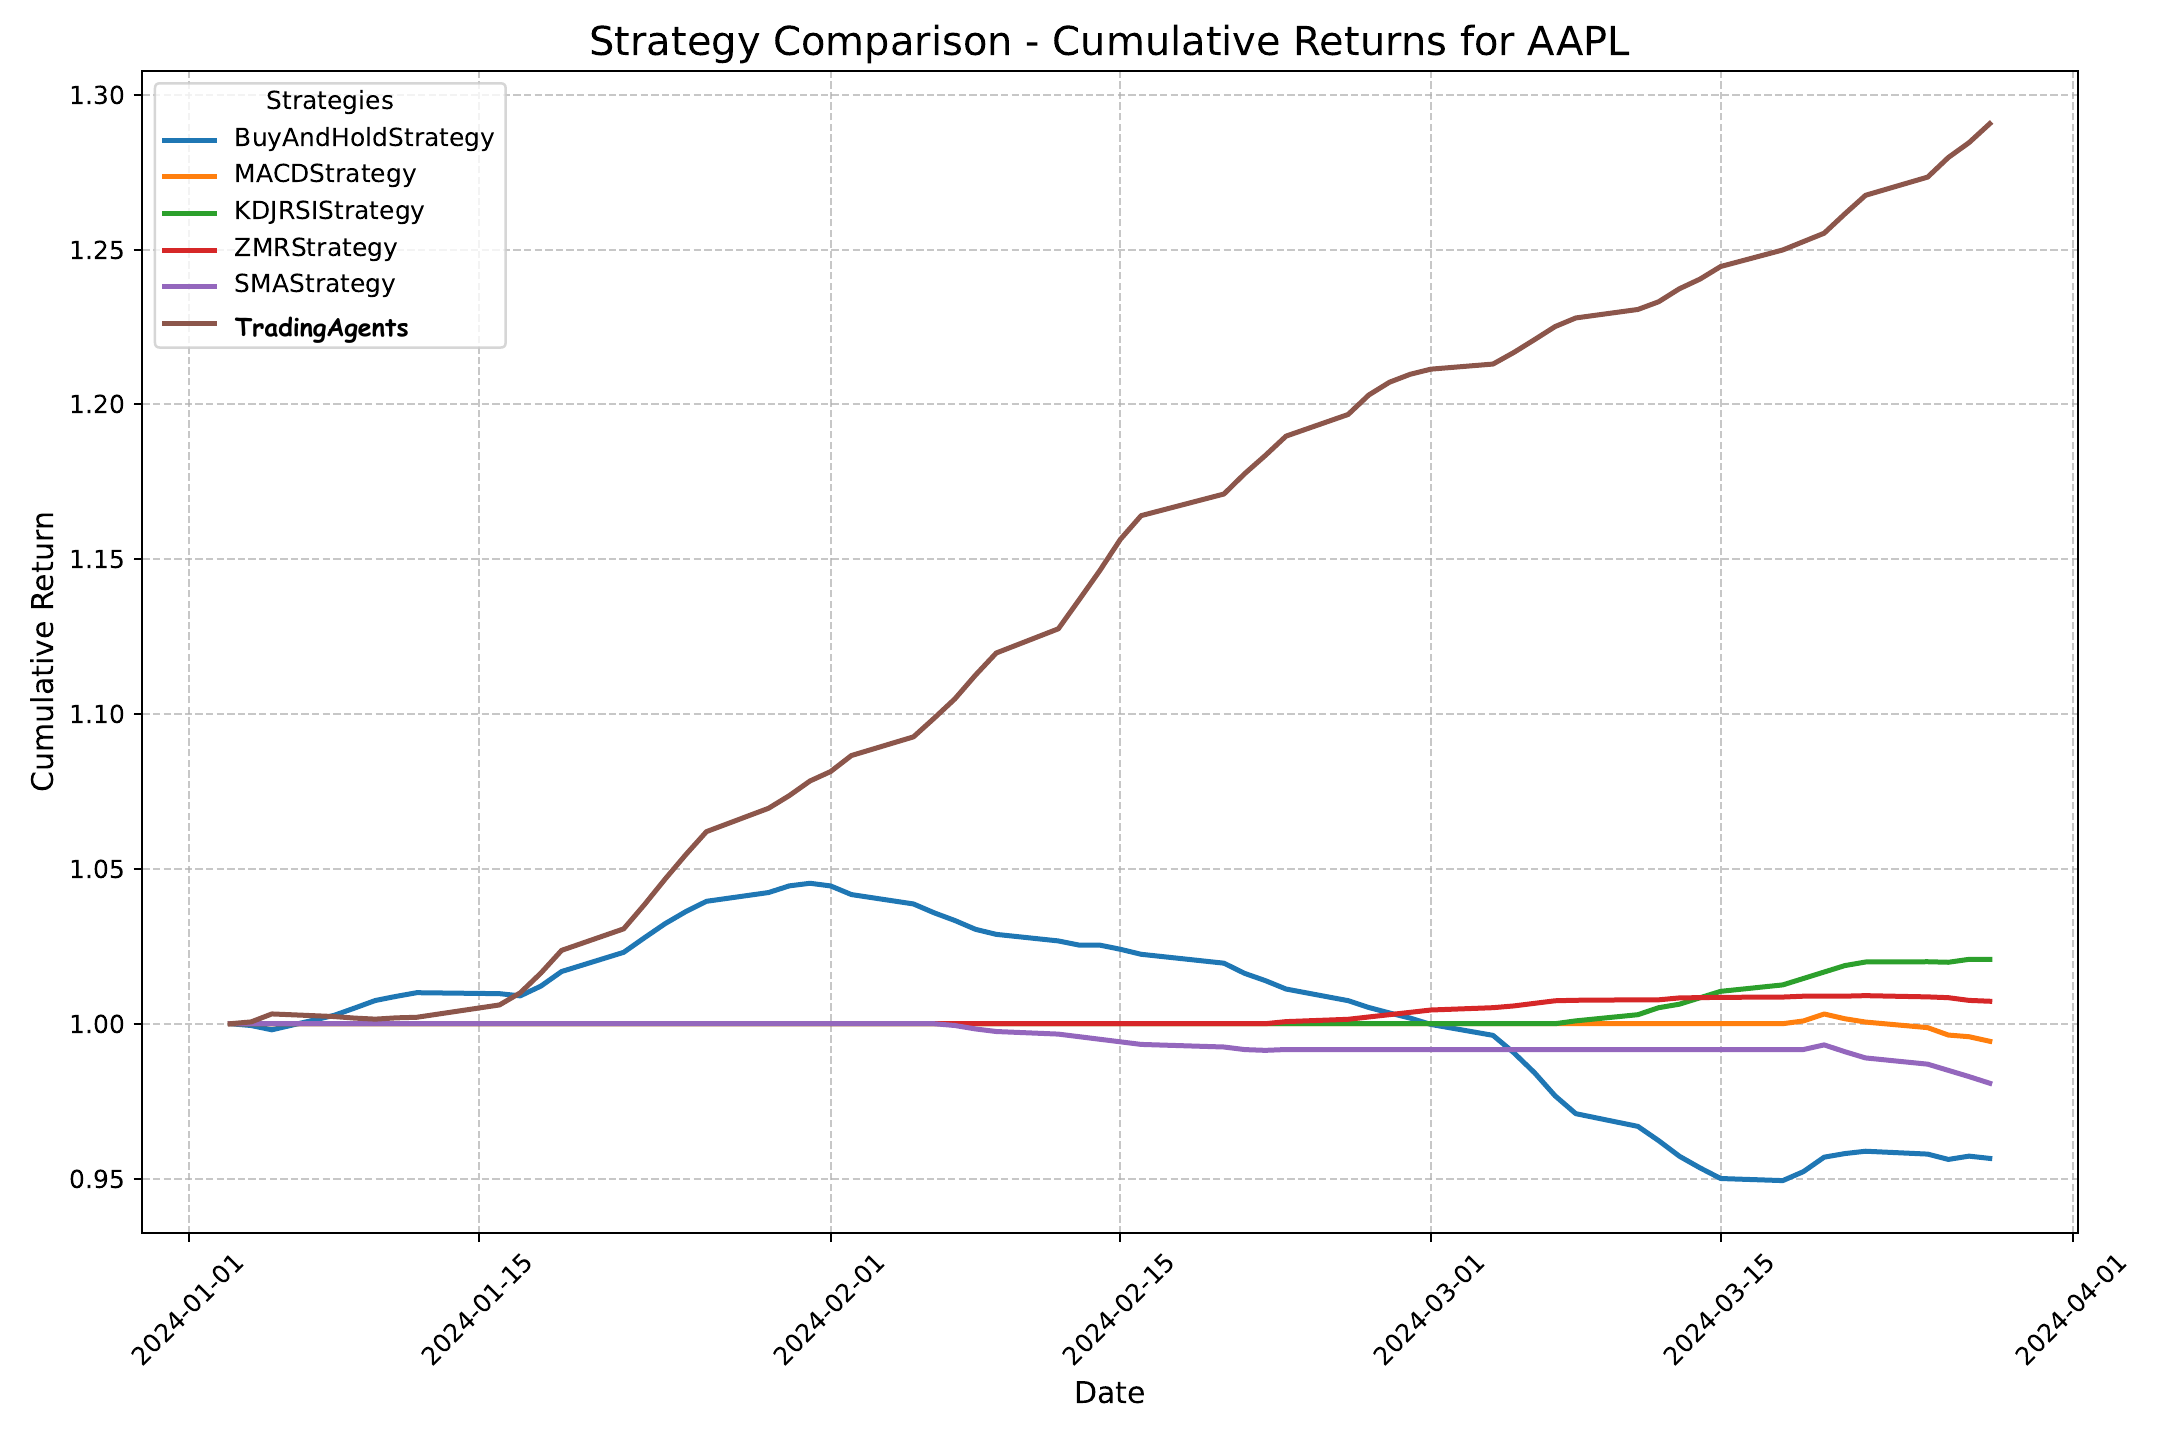 Strategy Comparison - Cumulative Returns for AAPL
Strategies
BuyAndHoldStrategy
MACDStrategy
KDJRSIStrategy
ZMRStrategy
SMAStrategy
TradingAgents
Cumulative Return
1.30
1.25
1.20
1.15
1.10
1.05
1.00
0.95
2024-01-01
2024-01-15
2024-02-01
2024-02-15
2024-03-01
2024-03-15
2024-04-01
Date